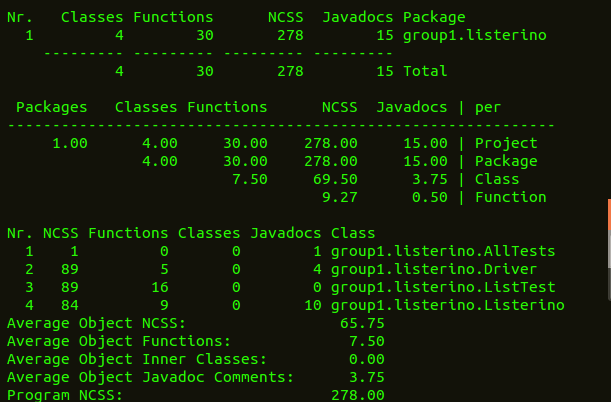 Nr.   Classes Functions      NCSS  Javadocs Package
  1         4        30       278        15 group1.listerino
    --------- --------- --------- ---------
            4        30       278        15 Total

 Packages   Classes Functions      NCSS  Javadocs | per
-------------------------------------------------------------
     1.00      4.00     30.00    278.00     15.00 | Project
               4.00     30.00    278.00     15.00 | Package
                         7.50     69.50      3.75 | Class
                                   9.27      0.50 | Function

Nr. NCSS Functions Classes Javadocs Class
  1    1         0       0        1 group1.listerino.AllTests
  2   89         5       0        4 group1.listerino.Driver
  3   89        16       0        0 group1.listerino.ListTest
  4   84         9       0       10 group1.listerino.Listerino
Average Object NCSS:                 65.75
Average Object Functions:             7.50
Average Object Inner Classes:         0.00
Average Object Javadoc Comments:      3.75
Program NCSS:                       278.00